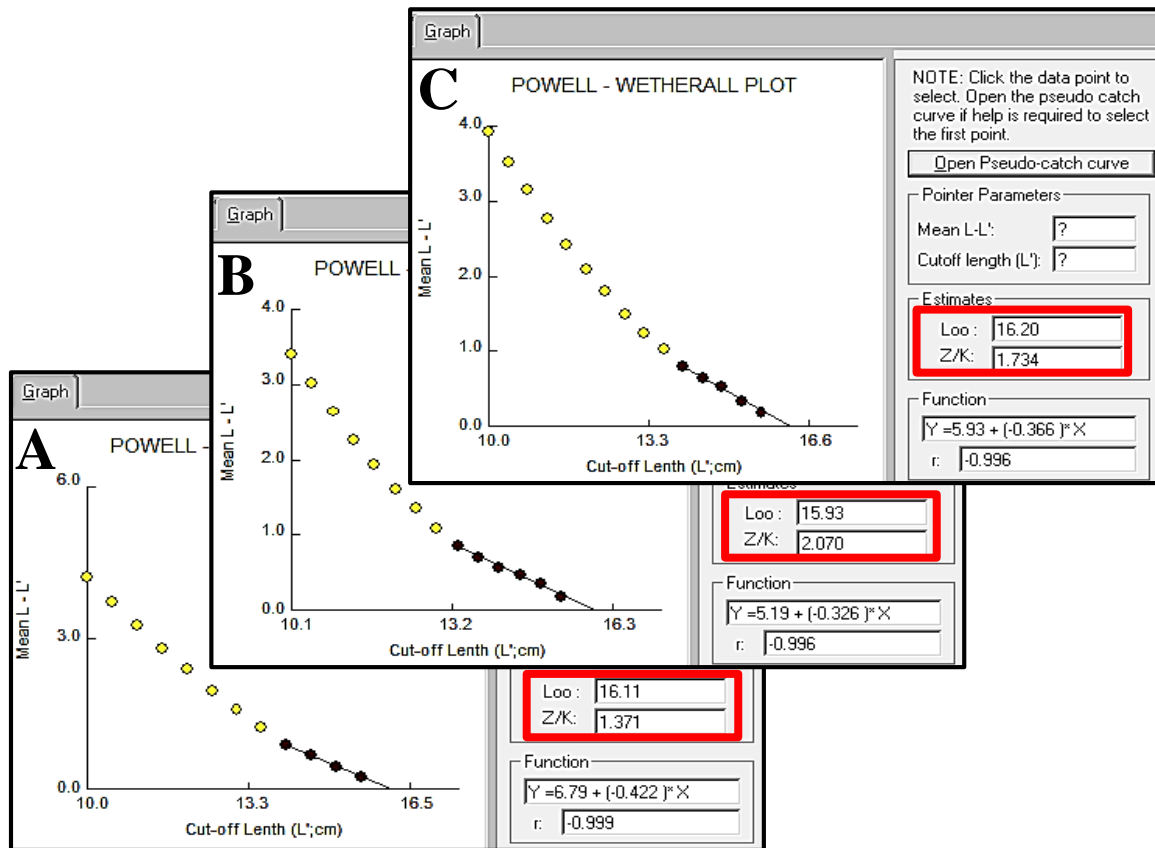 Graph
C
POWELL - WETHERALL PLOT
4.0
3.0
2.0
1.0
0.0
Mean L - L'
10.0 13.3 16.6
Cut-off Lenth (L';cm)
NOTE: Click the data point to
select. Open the pseudo catch
curve if help is required to select
the first point.
Open Pseudo-catch curve
Pointer Parameters
Mean L-L': ?
Cutoff length (L'): ?
Estimates
Loo : 16.20
Z/K: 1.734
Function
Y =5.93 + (-0.366 )* X
r: -0.996
Graph
B
POWELL -
4.0
3.0
2.0
1.0
0.0
Mean L - L'
10.1 13.2 16.3
Cut-off Lenth (L';cm)
Estimates
Loo : 15.93
Z/K: 2.070
Function
Y =5.19 + (-0.326 )* X
r: -0.996
Graph
A
POWELL -
6.0
3.0
0.0
Mean L - L'
10.0 13.3 16.5
Cut-off Lenth (L';cm)
Loo : 16.11
Z/K: 1.371
Function
Y =6.79 + (-0.422 )* X
r: -0.999